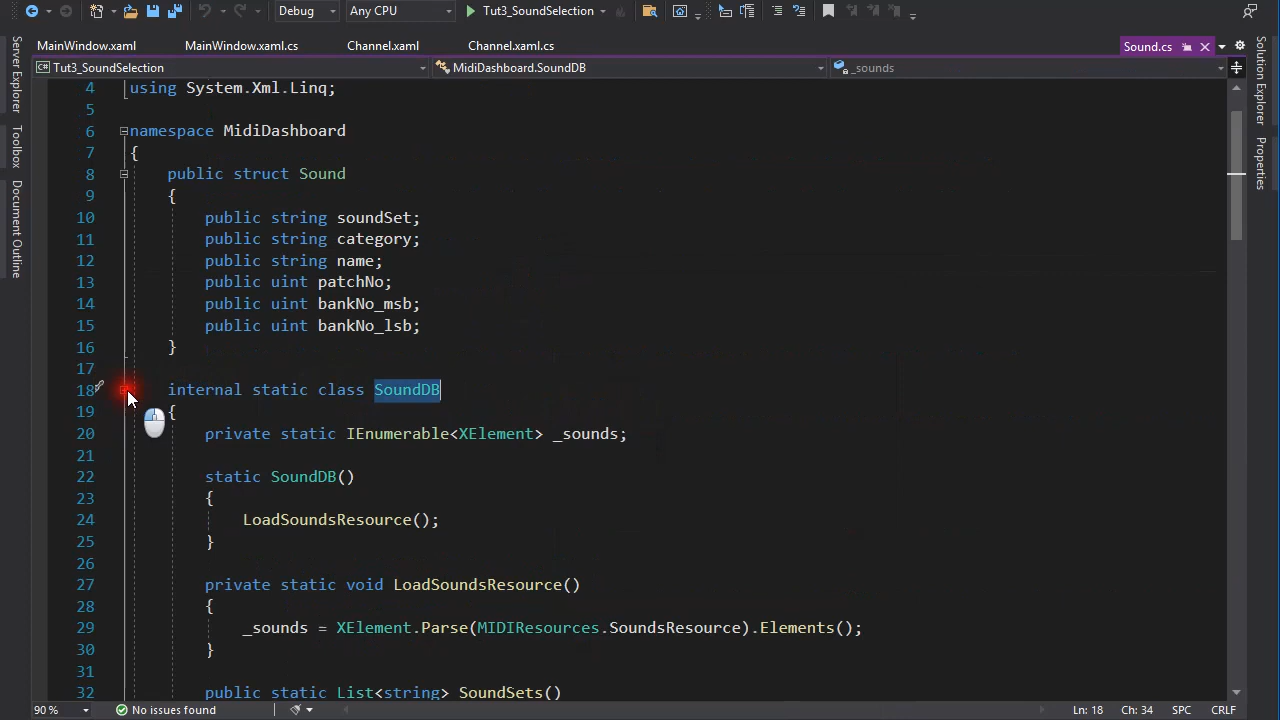 Debug Any CPU Tut3_SoundSelection
MainWindow.xaml MainWindow.xaml.cs Channel.xaml Channel.xaml.cs Sound.cs
Tut3_SoundSelection MidiDashboard.SoundDB _sounds
Server Explorer
Toolbox
Document Outline
4 using System.Xml.Linq;
5
6 namespace MidiDashboard
7 {
8 public struct Sound
9 {
10 public string soundSet;
11 public string category;
12 public string name;
13 public uint patchNo;
14 public uint bankNo_msb;
15 public uint bankNo_lsb;
16 }
17
18 internal static class SoundDB
19 {
20 private static IEnumerable<XElement> _sounds;
21
22 static SoundDB()
23 {
24 LoadSoundsResource();
25 }
26
27 private static void LoadSoundsResource()
28 {
29 _sounds = XElement.Parse(MIDIResources.SoundsResource).Elements();
30 }
31
32 public static List<string> SoundSets()
Solution Explorer
Properties
90 % No issues found Ln: 18 Ch: 34 SPC CRLF